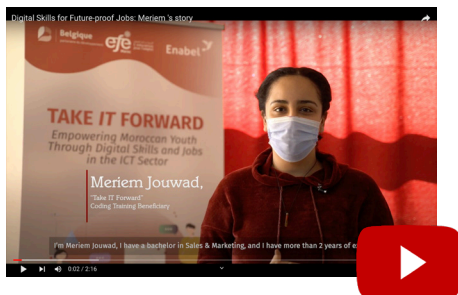 Digital Skills for Future-proof Jobs: Meriem 's story
Belgique
efe
Enabel
TAKE IT FORWARD
Empowering Moroccan Youth
Through Digital Skills and Jobs
in the ICT Sector
Meriem Jouwad,
"Take IT Forward"
Coding Training Beneficiary
I'm Meriem Jouwad, I have a bachelor in Sales & Marketing, and I have more than 2 years of
0:02 / 2:16